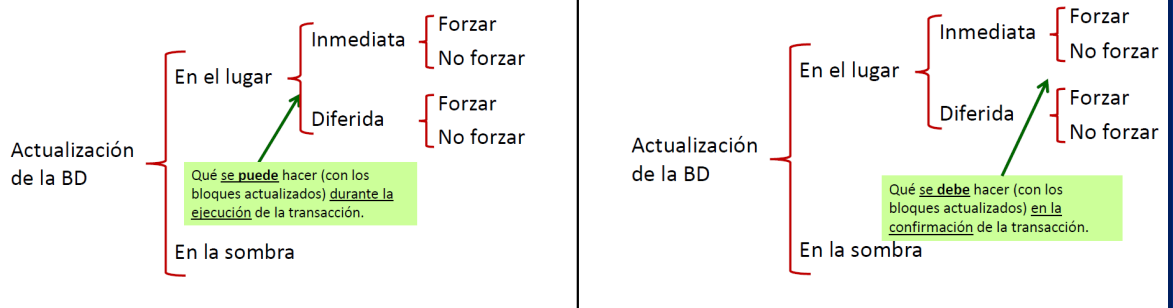 Forzar
Inmediata
No forzar
En el lugar
Forzar
Diferida
No forzar
Actualización
de la BD
Qué se puede hacer (con los
bloques actualizados) durante la
ejecución de la transacción.
En la sombra
Forzar
Inmediata
No forzar
En el lugar
Forzar
Diferida
No forzar
Actualización
de la BD
Qué se debe hacer (con los
bloques actualizados) en la
confirmación de la transacción.
En la sombra